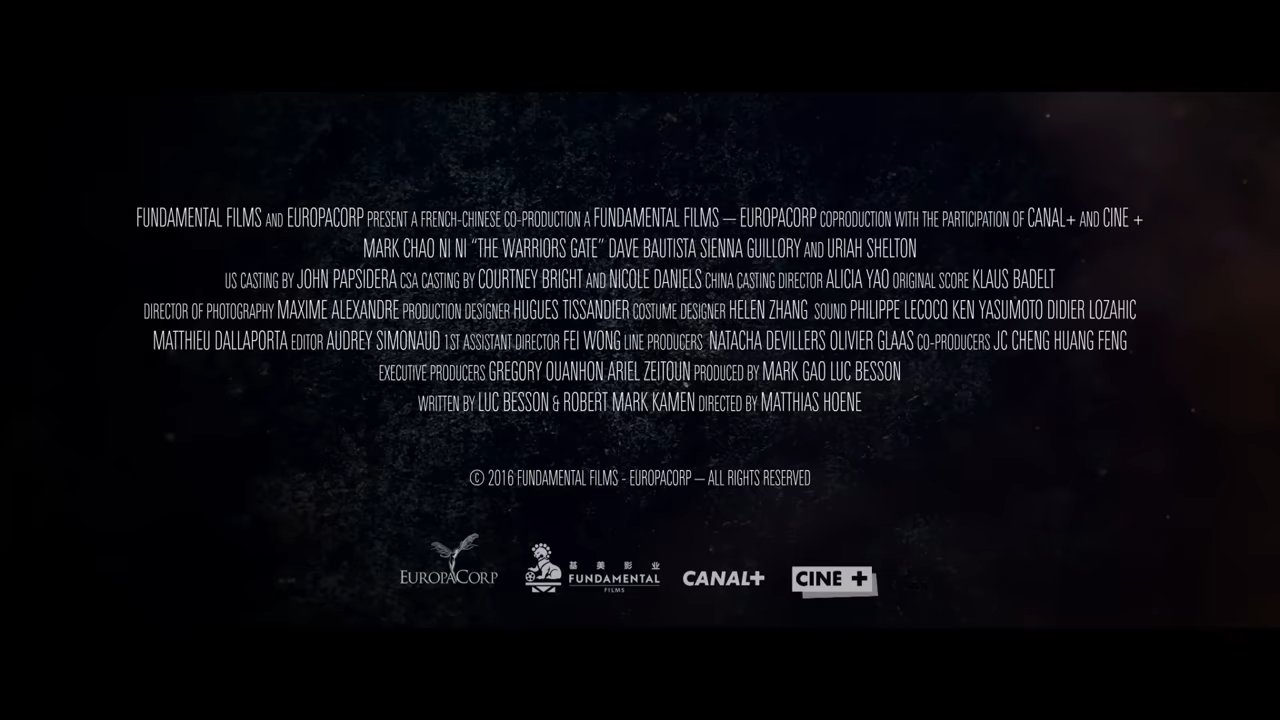 FUNDAMENTAL FILMS AND EUROPACORP PRESENT A FRENCH-CHINESE CO-PRODUCTION A FUNDAMENTAL FILMS – EUROPACORP COPRODUCTION WITH THE PARTICIPATION OF CANAL+ AND CINE +
MARK CHAO NI NI “THE WARRIORS GATE” DAVE BAUTISTA SIENNA GUILLORY AND URIAH SHELTON
US CASTING BY JOHN PAPSIDERA CSA CASTING BY COURTNEY BRIGHT AND NICOLE DANIELS CHINA CASTING DIRECTOR ALICIA YAO ORIGINAL SCORE KLAUS BADELT
DIRECTOR OF PHOTOGRAPHY MAXIME ALEXANDRE PRODUCTION DESIGNER HUGUES TISSANDIER COSTUME DESIGNER HELEN ZHANG SOUND PHILIPPE LECOCQ KEN YASUMOTO DIDIER LOZAHIC
MATTHIEU DALLAPORTA EDITOR AUDREY SIMONAUD 1ST ASSISTANT DIRECTOR FEI WONG LINE PRODUCERS NATACHA DEVILLERS OLIVIER GLAAS CO-PRODUCERS JC CHENG HUANG FENG
EXECUTIVE PRODUCERS GREGORY OUANHON ARIEL ZEITOUN PRODUCED BY MARK GAO LUC BESSON
WRITTEN BY LUC BESSON & ROBERT MARK KAMEN DIRECTED BY MATTHIAS HOENE
© 2016 FUNDAMENTAL FILMS - EUROPACORP – ALL RIGHTS RESERVED
EUROPACORP
基美影业
FUNDAMENTAL
FILMS
CANAL+
CINE +